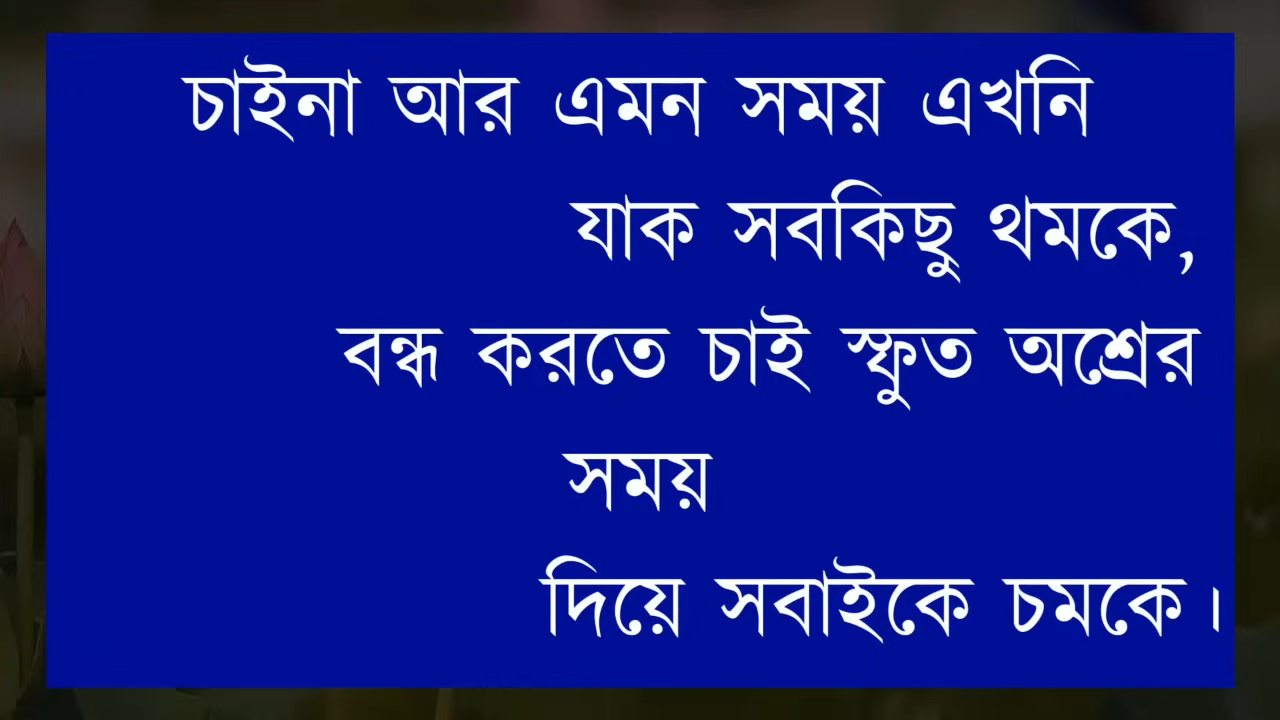 চাইনা আর এমন সময় এখনি
যাক সবকিছু থমকে,
বন্ধ করতে চাই স্ফুত অশ্রের
সময়
দিয়ে সবাইকে চমকে।